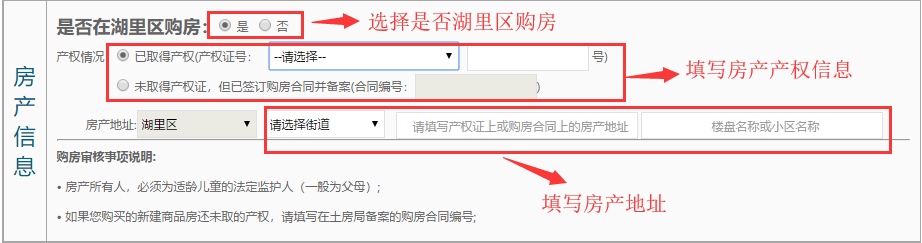 房产信息
是否在湖里区购房: 是 否 选择是否湖里区购房
产权情况 已取得产权(产权证号: --请选择-- 号) 填写房产产权信息
未取得产权证，但已签订购房合同并备案(合同编号: )
房产地址: 湖里区 请选择街道 请填写产权证上或购房合同上的房产地址 楼盘名称或小区名称
购房审核事项说明:
填写房产地址
• 房产所有人，必须为适龄儿童的法定监护人（一般为父母）;
• 如果您购买的新建商品房还未取的产权，请填写在土房局备案的购房合同编号;